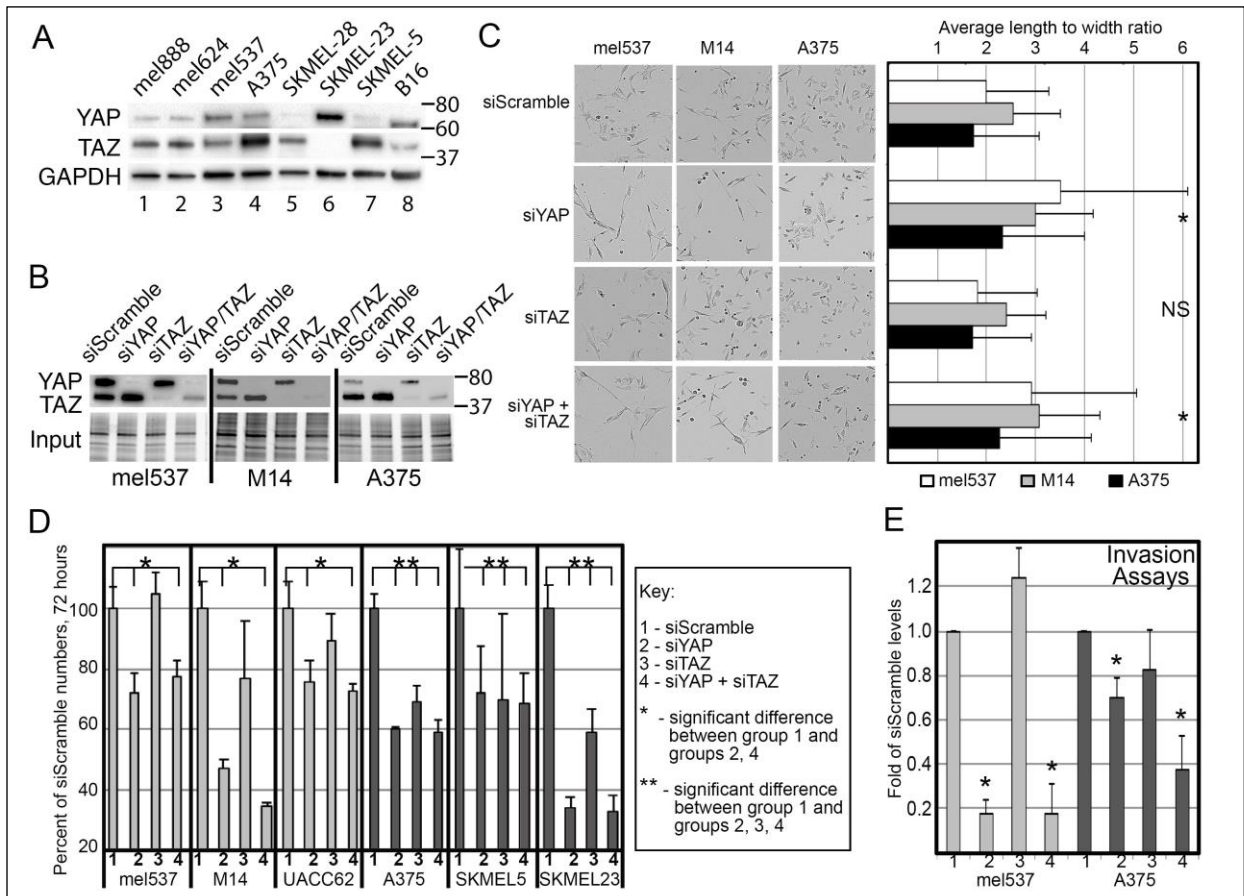 A
mel888 mel624 mel537 A375 SKMEL-28 SKMEL-23 SKMEL-5 B16
YAP
TAZ
GAPDH
80
60
37
1 2 3 4 5 6 7 8
B
siScramble siYAP siTAZ siYAP/TAZ siScramble siYAP siTAZ siYAP/TAZ siScramble siYAP siTAZ siYAP/TAZ
YAP
TAZ
Input
80
37
mel537 M14 A375
C
mel537 M14 A375
siScramble
siYAP
siTAZ
siYAP +
siTAZ
Average length to width ratio
1 2 3 4 5 6
*
NS
*
mel537 M14 A375
D
Percent of siScramble numbers, 72 hours
100
80
60
40
20
* * * ** ** **
1 2 3 4 1 2 3 4 1 2 3 4 1 2 3 4 1 2 3 4 1 2 3 4
mel537 M14 UACC62 A375 SKMEL5 SKMEL23
Key:
1 - siScramble
2 - siYAP
3 - siTAZ
4 - siYAP + siTAZ
* - significant difference
between group 1 and
groups 2, 4
** - significant difference
between group 1 and
groups 2, 3, 4
E
Invasion
Assays
Fold of siScramble levels
1.2
1.0
0.8
0.6
0.4
0.2
* * * *
1 2 3 4 1 2 3 4
mel537 A375